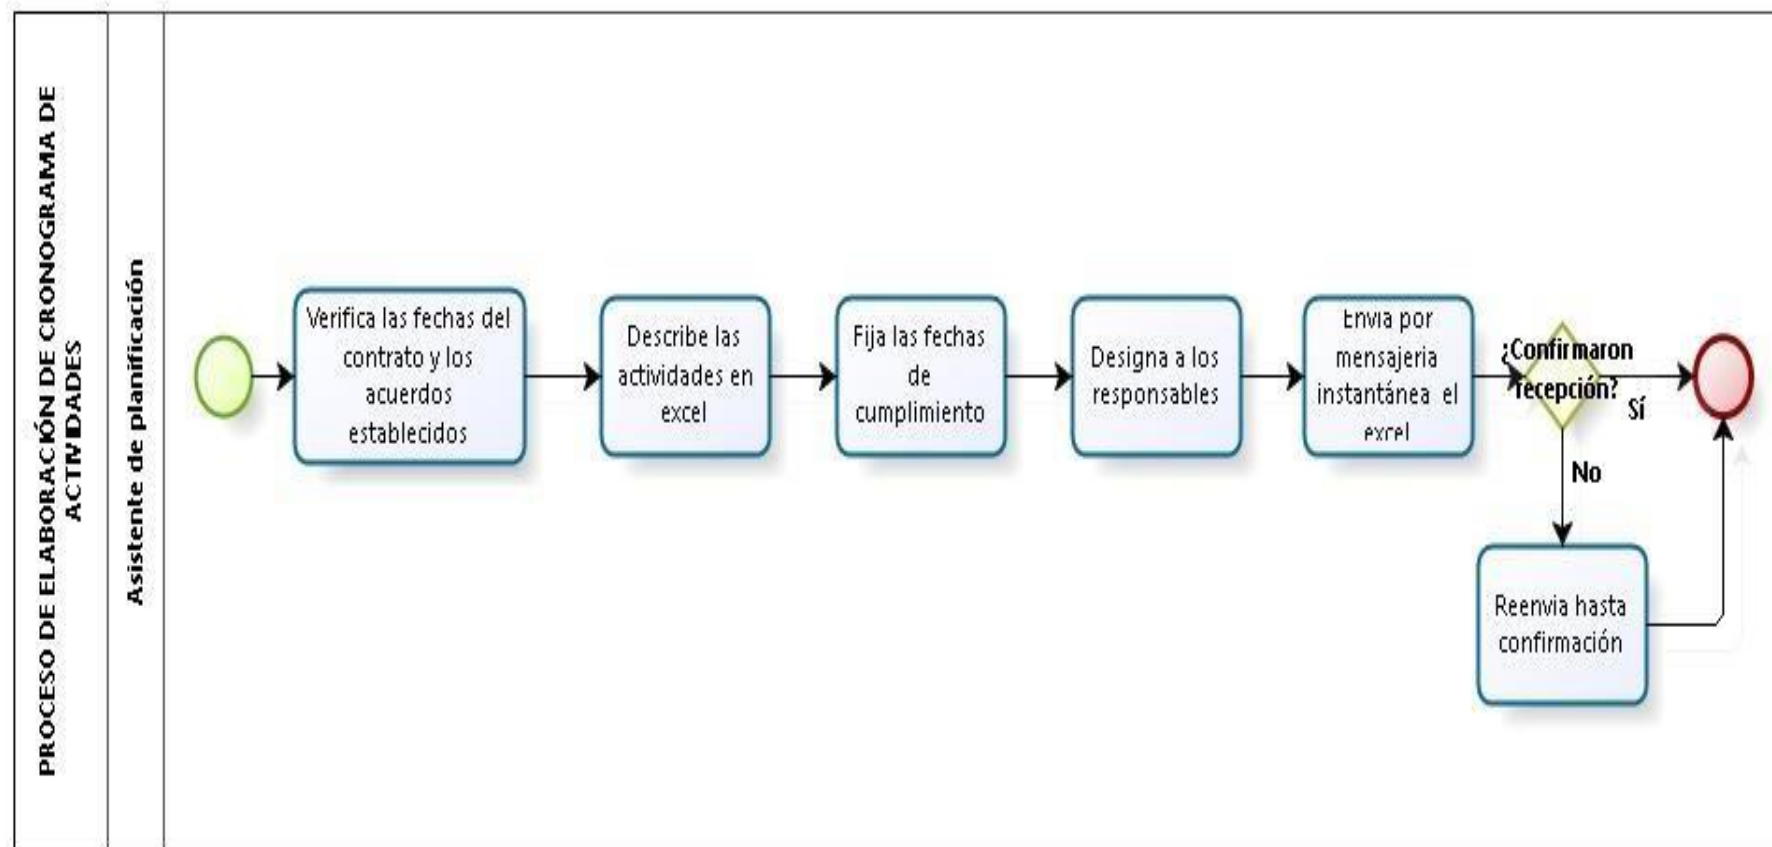 PROCESO DE ELABORACIÓN DE CRONOGRAMA DE
ACTIVIDADES
Asistente de planificación
Verifica las fechas del
contrato y los
acuerdos
establecidos
Describe las
actividades en
excel
Fija las fechas
de
cumplimiento
Designa a los
responsables
Envia por
mensajeria
instantánea el
excel
¿Confirmaron
recepción?
Sí
No
Reenvia hasta
confirmación